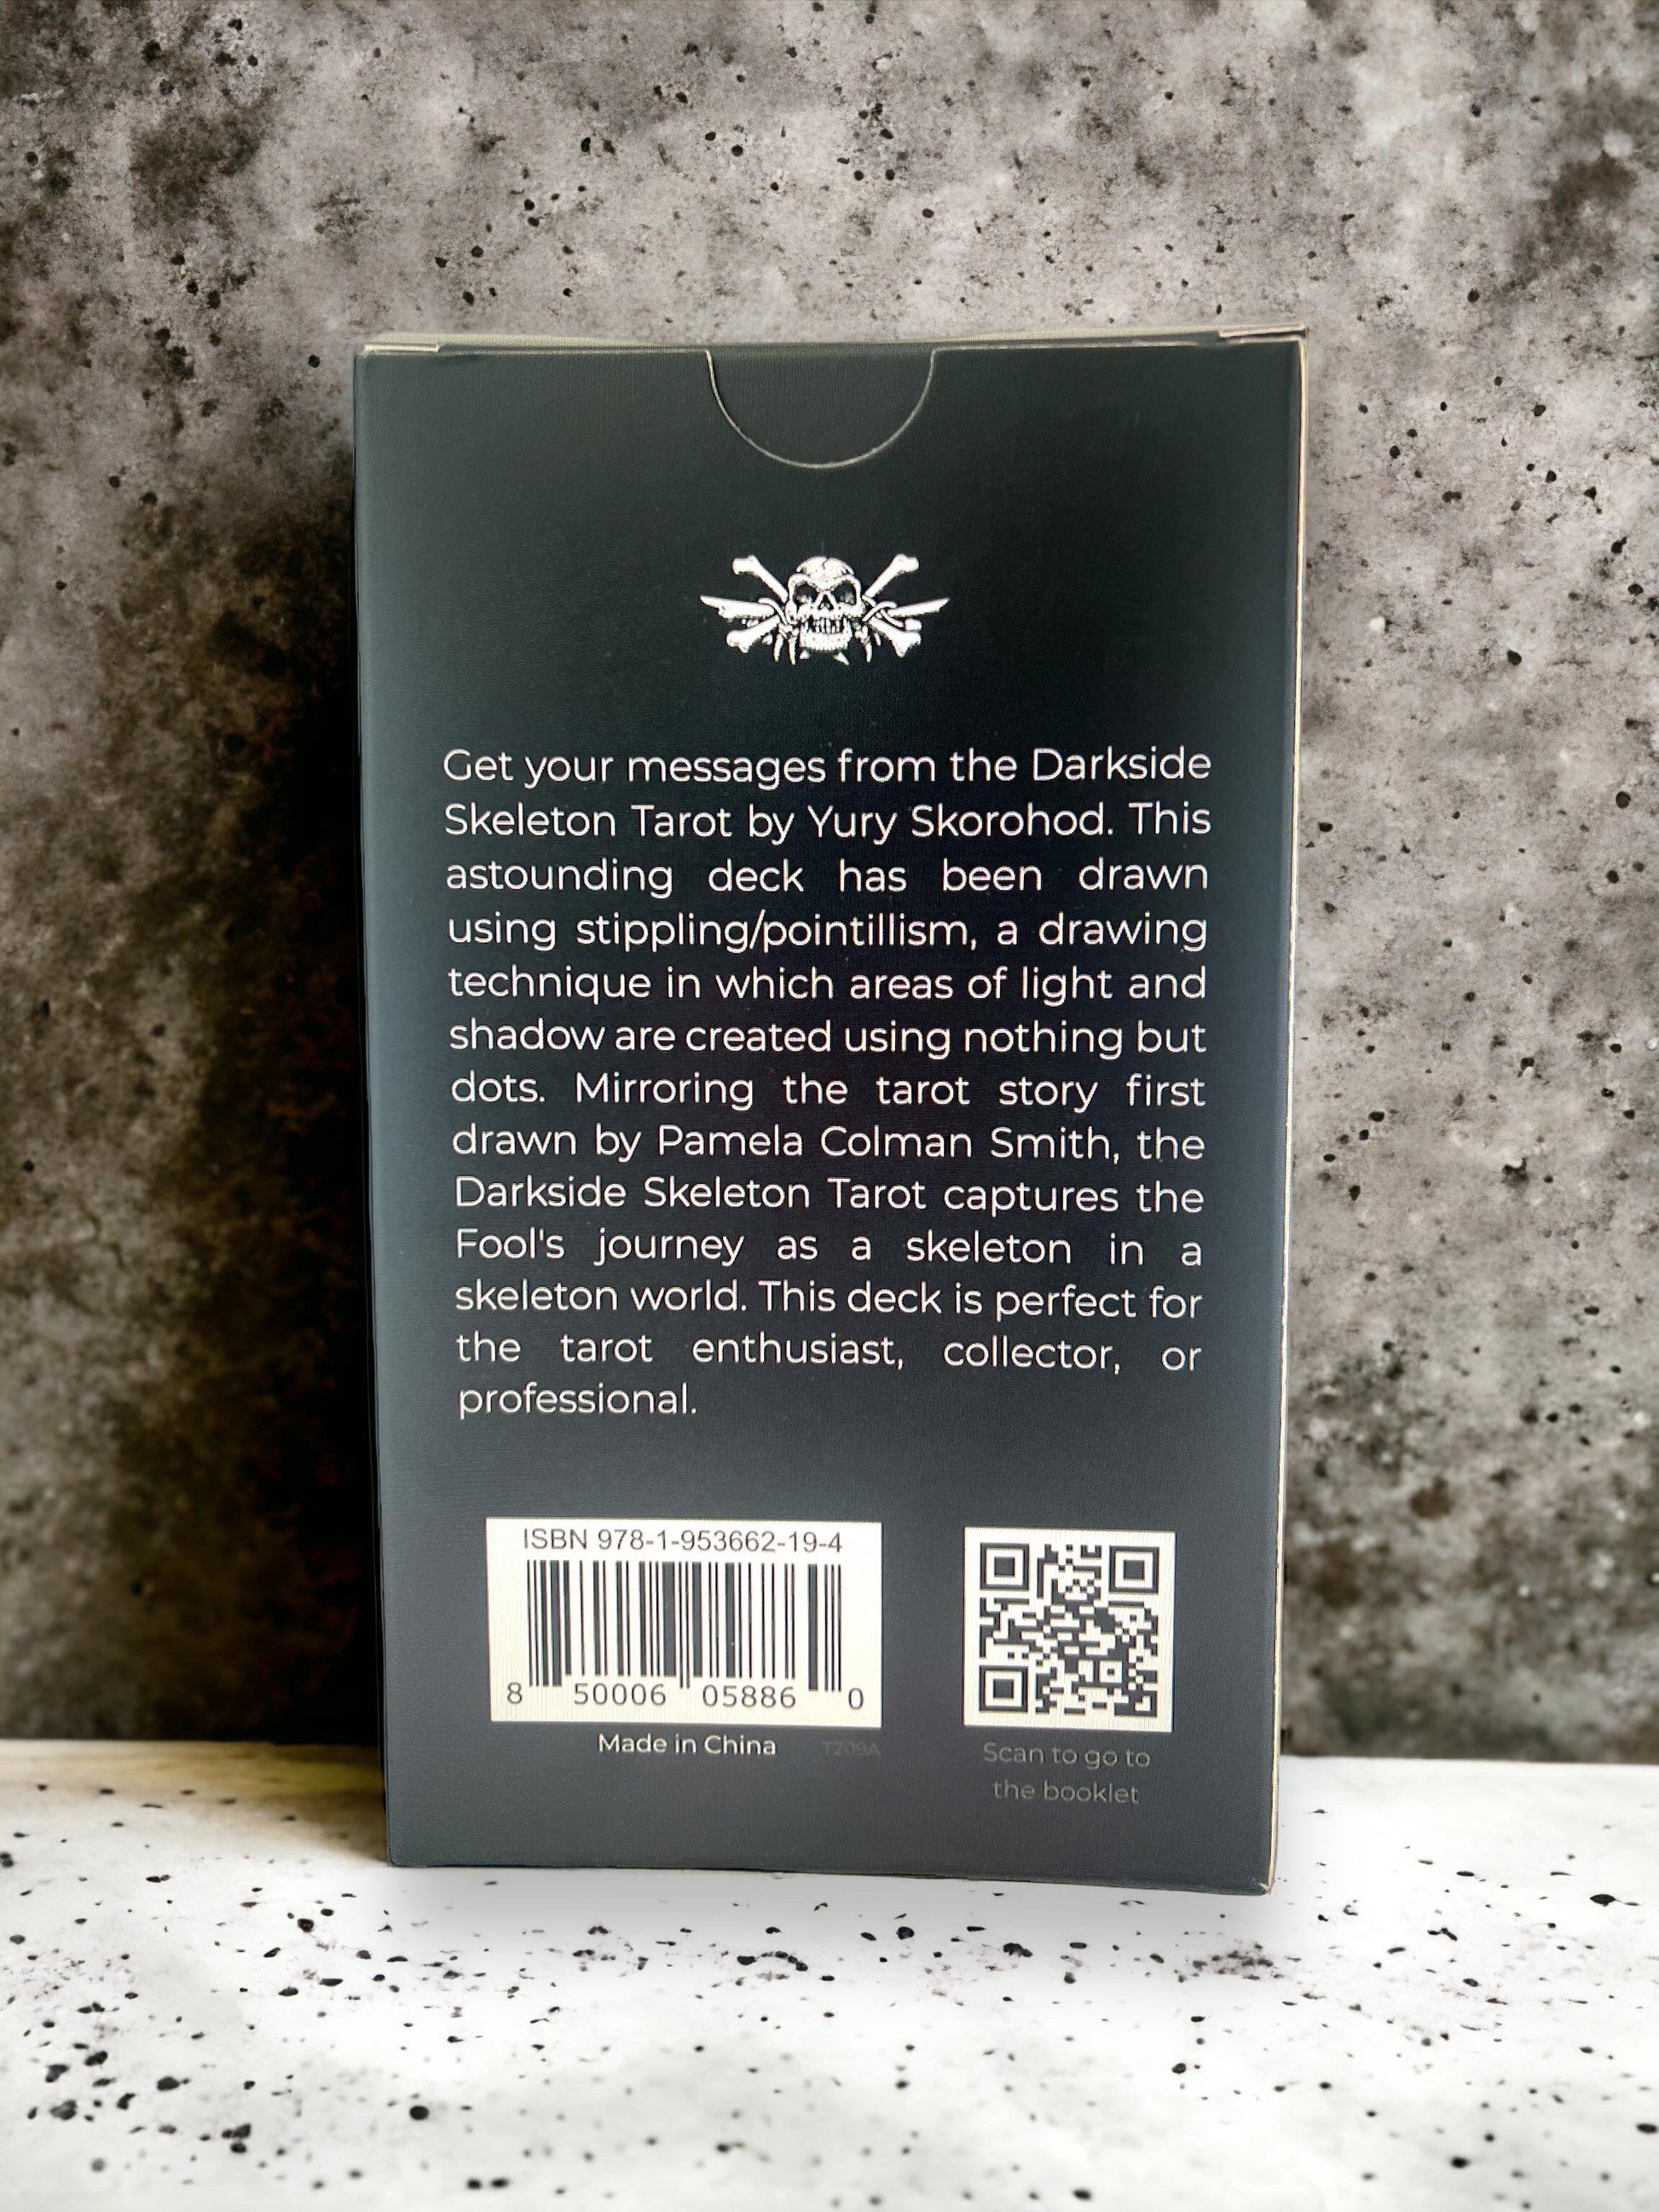 Get your messages from the Darkside
Skeleton Tarot by Yury Skorohod. This
astounding deck has been drawn
using stippling/pointillism, a drawing
technique in which areas of light and
shadow are created using nothing but
dots. Mirroring the tarot story first
drawn by Pamela Colman Smith, the
Darkside Skeleton Tarot captures the
Fool's journey as a skeleton in a
skeleton world. This deck is perfect for
the tarot enthusiast, collector, or
professional.
ISBN 978-1-953662-19-4
8 50006 05886 0
Made in China T209A
Scan to go to
the booklet